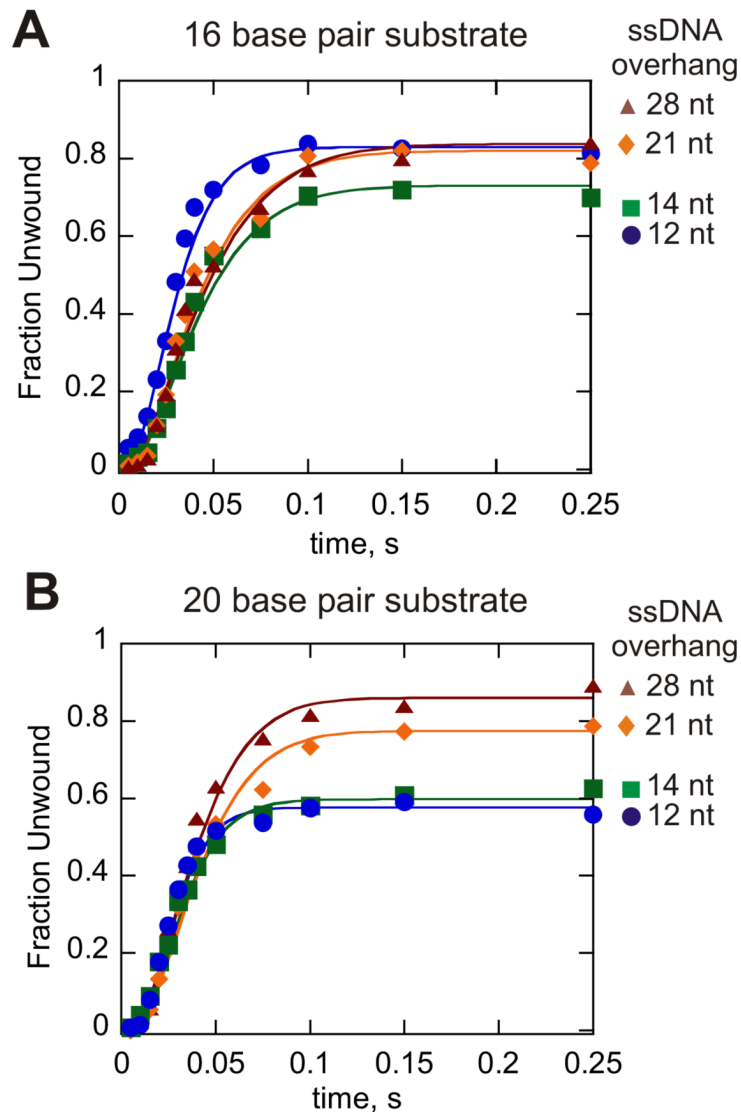 A
16 base pair substrate
ssDNA
overhang
28 nt
21 nt
14 nt
12 nt
1
0.8
0.6
0.4
0.2
0
Fraction Unwound
0
0.05
0.1
0.15
0.2
0.25
time, s
B
20 base pair substrate
ssDNA
overhang
28 nt
21 nt
14 nt
12 nt
1
0.8
0.6
0.4
0.2
0
Fraction Unwound
0
0.05
0.1
0.15
0.2
0.25
time, s